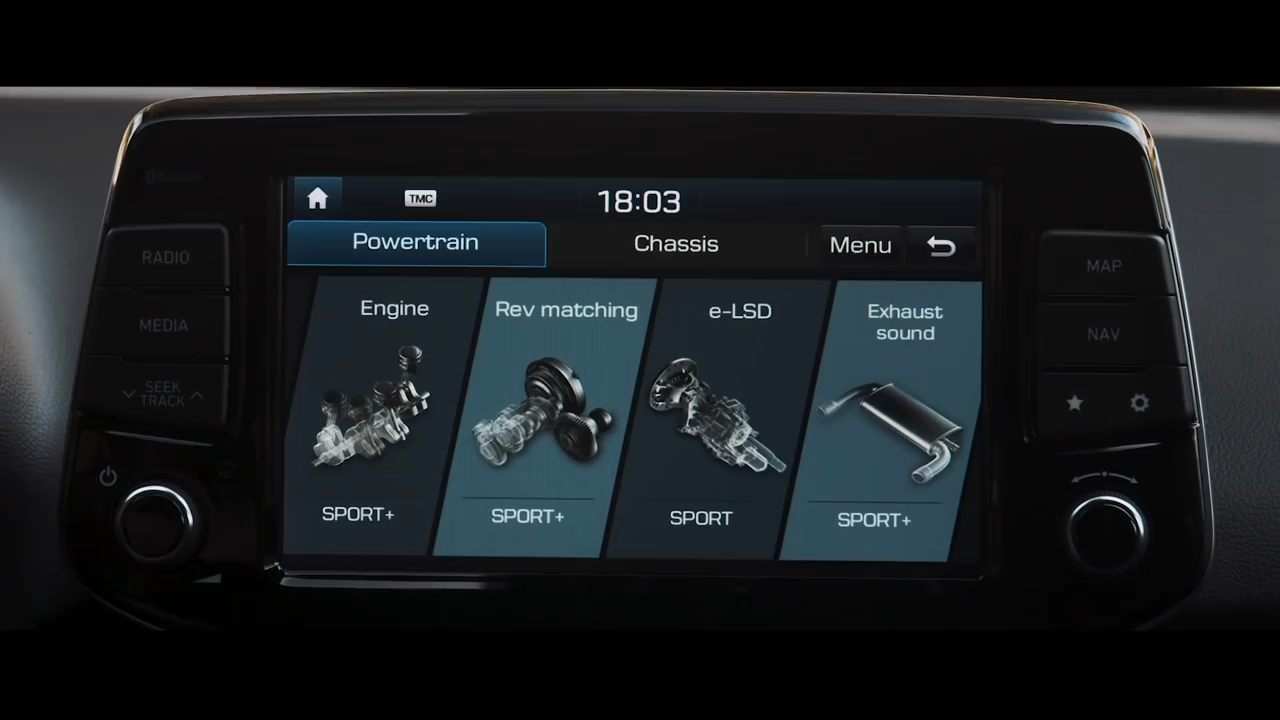 TMC
18:03
Powertrain
Chassis
Menu
RADIO
MEDIA
SEEK
TRACK
MAP
NAV
Engine
Rev matching
e-LSD
Exhaust
sound
SPORT+
SPORT+
SPORT
SPORT+